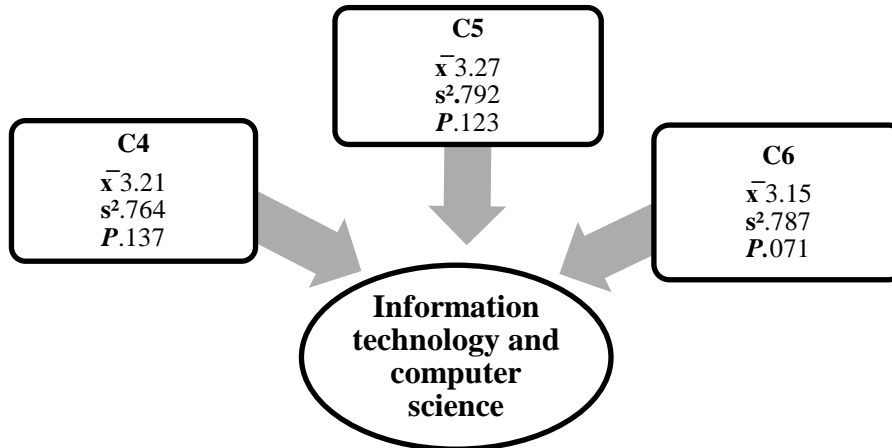 C4
x̄ 3.21
s².764
P.137
C5
x̄ 3.27
s².792
P.123
C6
x̄ 3.15
s².787
P.071
Information
technology and
computer
science